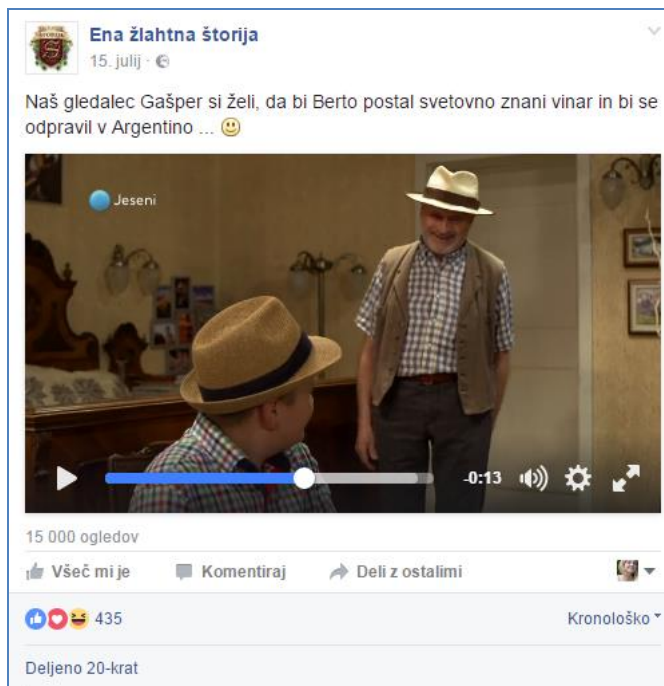 Ena žlahtna štorija
15. julij ·
Naš gledalec Gašper si želi, da bi Berto postal svetovno znani vinar in bi se
odpravil v Argentino ... 🙂
Jeseni
-0:13
15 000 ogledov
Všeč mi je Komentiraj Deli z ostalimi
435 Kronološko
Deljeno 20-krat